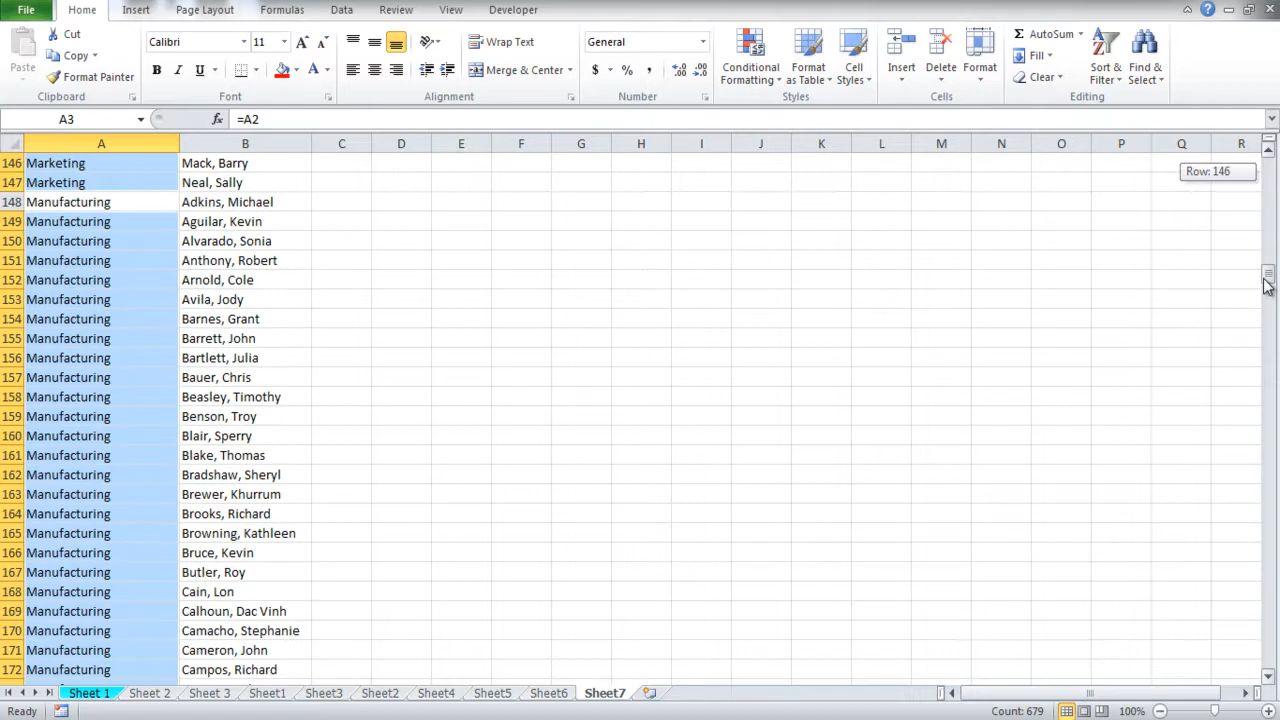 File Home Insert Page Layout Formulas Data Review View Developer
Paste Cut Copy Format Painter Clipboard
Calibri 11 B I U A Font
Wrap Text Merge & Center Alignment
General $ % , Number
Conditional Formatting Format as Table Cell Styles Styles
Insert Delete Format Cells
Σ AutoSum Fill Clear Sort & Filter Find & Select Editing
A3 fx =A2
A B C D E F G H I J K L M N O P Q R
146 Marketing Mack, Barry
Row: 146
147 Marketing Neal, Sally
148 Manufacturing Adkins, Michael
149 Manufacturing Aguilar, Kevin
150 Manufacturing Alvarado, Sonia
151 Manufacturing Anthony, Robert
152 Manufacturing Arnold, Cole
153 Manufacturing Avila, Jody
154 Manufacturing Barnes, Grant
155 Manufacturing Barrett, John
156 Manufacturing Bartlett, Julia
157 Manufacturing Bauer, Chris
158 Manufacturing Beasley, Timothy
159 Manufacturing Benson, Troy
160 Manufacturing Blair, Sperry
161 Manufacturing Blake, Thomas
162 Manufacturing Bradshaw, Sheryl
163 Manufacturing Brewer, Khurrum
164 Manufacturing Brooks, Richard
165 Manufacturing Browning, Kathleen
166 Manufacturing Bruce, Kevin
167 Manufacturing Butler, Roy
168 Manufacturing Cain, Lon
169 Manufacturing Calhoun, Dac Vinh
170 Manufacturing Camacho, Stephanie
171 Manufacturing Cameron, John
172 Manufacturing Campos, Richard
Sheet 1 Sheet 2 Sheet 3 Sheet1 Sheet3 Sheet2 Sheet4 Sheet5 Sheet6 Sheet7
Ready Count: 679 100%